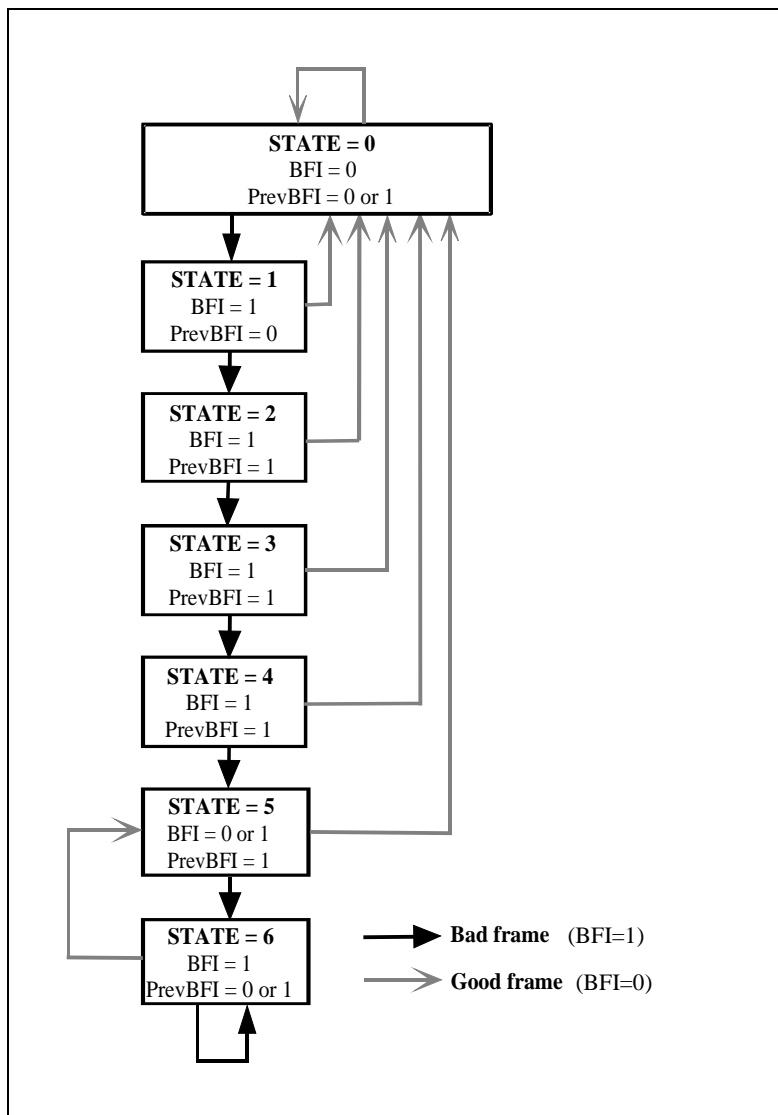 STATE = 0
BFI = 0
PrevBFI = 0 or 1
STATE = 1
BFI = 1
PrevBFI = 0
STATE = 2
BFI = 1
PrevBFI = 1
STATE = 3
BFI = 1
PrevBFI = 1
STATE = 4
BFI = 1
PrevBFI = 1
STATE = 5
BFI = 0 or 1
PrevBFI = 1
STATE = 6
BFI = 1
PrevBFI = 0 or 1
Bad frame (BFI=1)
Good frame (BFI=0)